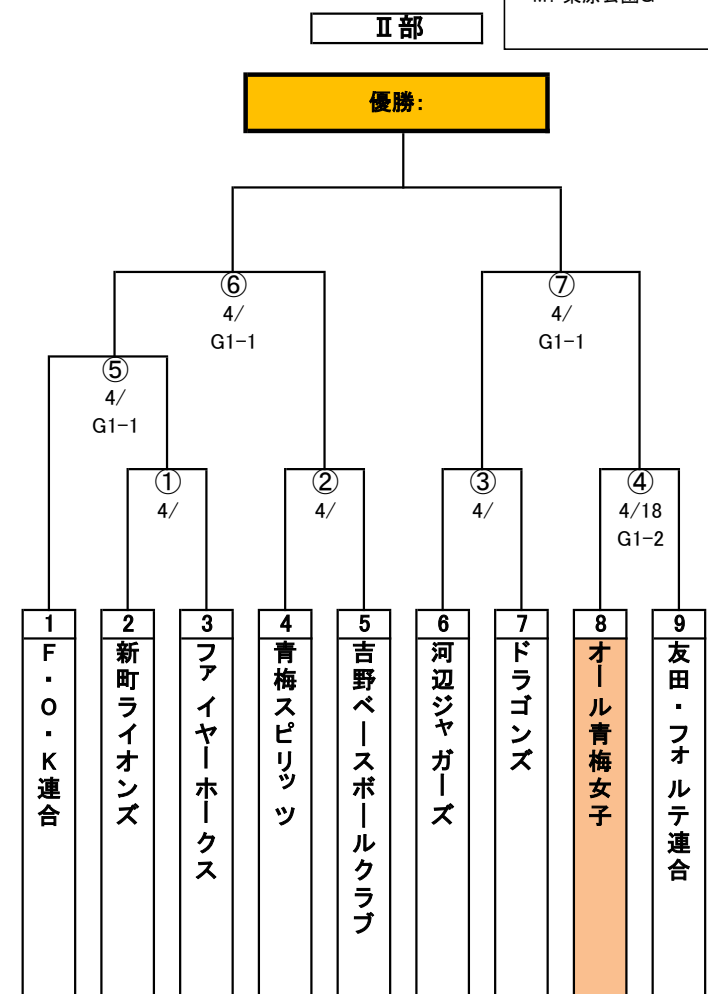 Ⅱ部
優勝:
⑥
4/
G1-1
⑦
4/
G1-1
⑤
4/
G1-1
①
4/
②
4/
③
4/
④
4/18
G1-2
1
F・O・K連合
2
新町ライオンズ
3
ファイヤーホークス
4
青梅スピリッツ
5
吉野ベースボールクラブ
6
河辺ジャガーズ
7
ドラゴンズ
8
オール青梅女子
9
友田・フォルテ連合